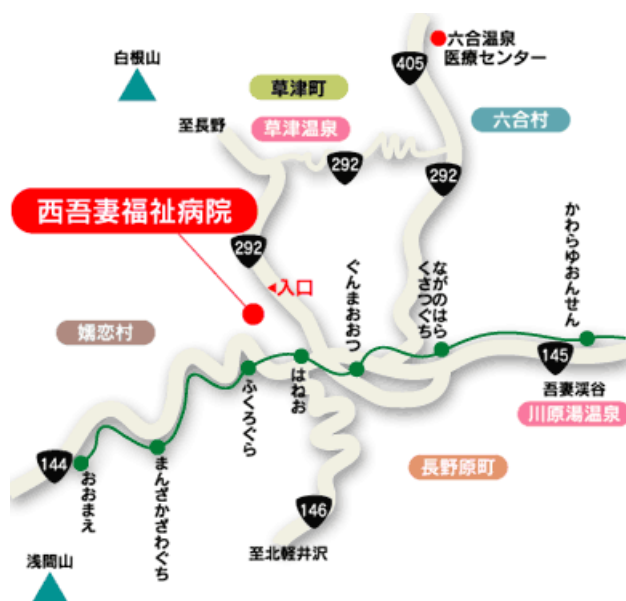 六合温泉
医療センター
白根山
405
草津町
六合村
至長野
草津温泉
292
292
西吾妻福祉病院
292
入口
かわらゆおんせん
ながのはら
くさつぐち
ぐんまおおつ
嬬恋村
はねお
ふくろぐら
145
吾妻渓谷
川原湯温泉
144
おおまえ
まんざかざわぐち
長野原町
146
至北軽井沢
浅間山